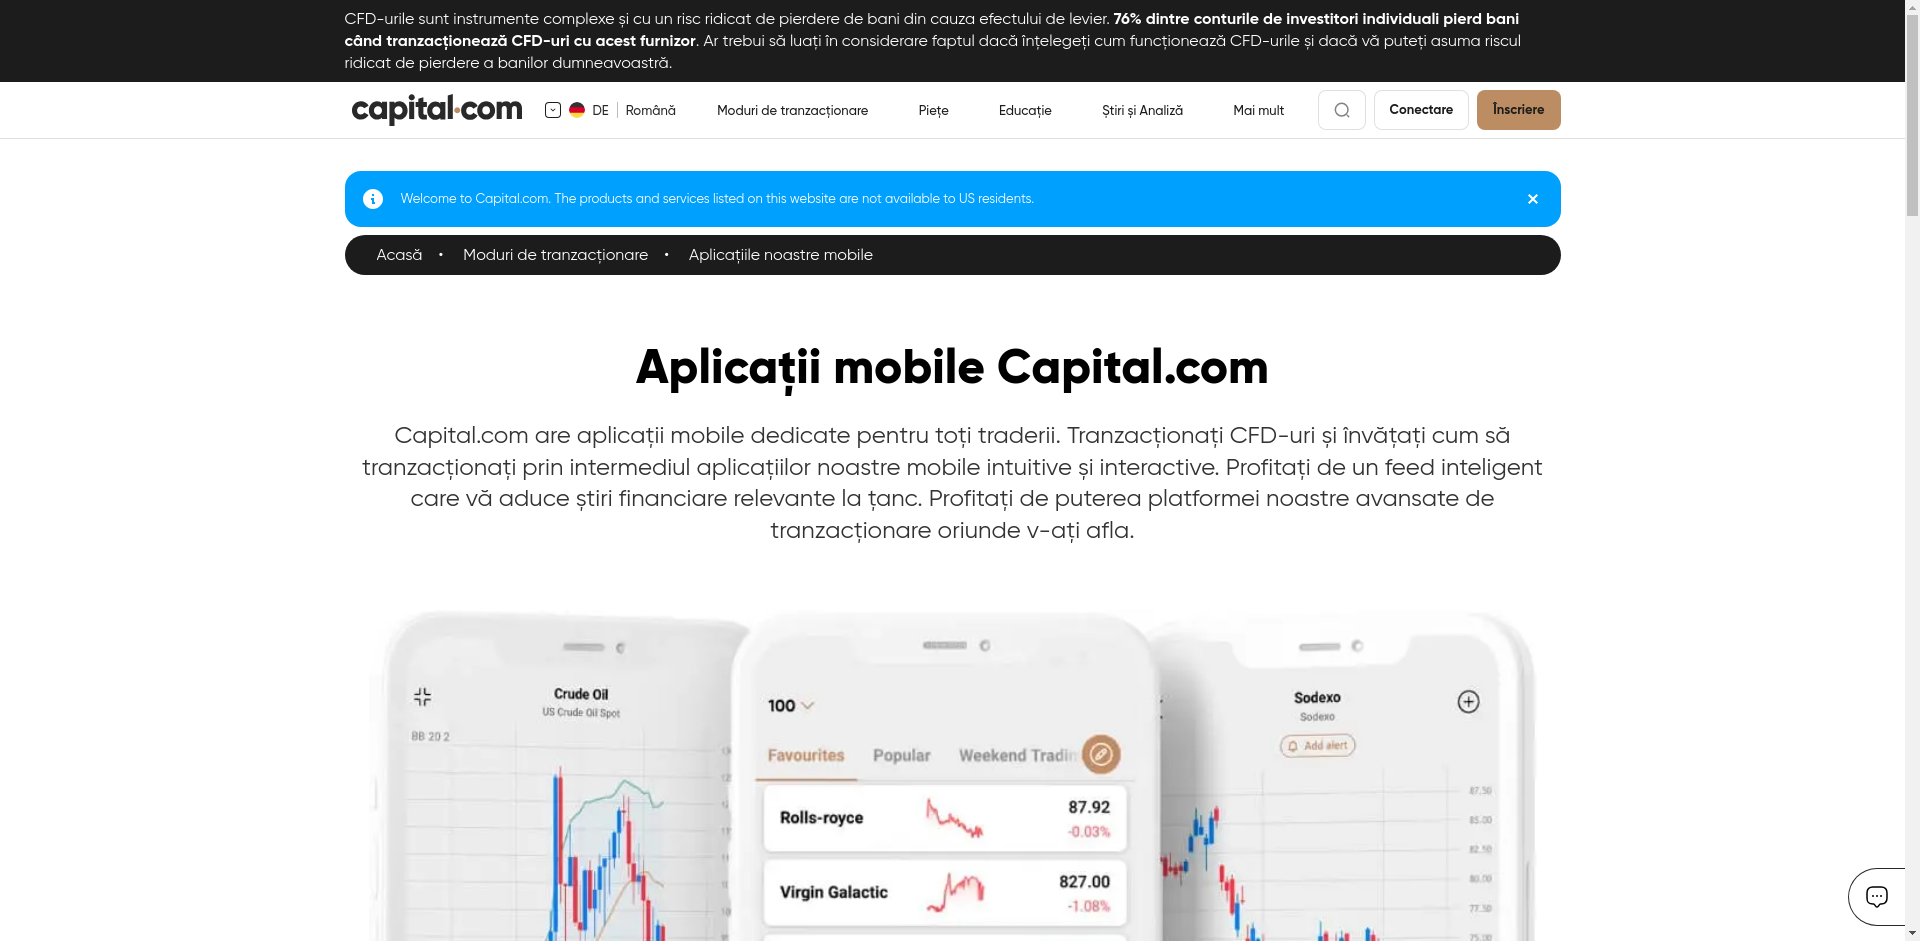 CFD-urile sunt instrumente complexe și cu un risc ridicat de pierdere de bani din cauza efectului de levier. 76% dintre conturile de investitori individuali pierd bani
când tranzacționează CFD-uri cu acest furnizor. Ar trebui să luați în considerare faptul dacă înțelegeți cum funcționează CFD-urile și dacă vă puteți asuma riscul
ridicat de pierdere a banilor dumneavoastră.
capital.com DE Română Moduri de tranzacționare Piețe Educație Știri și Analiză Mai mult Conectare Înscriere
Welcome to Capital.com. The products and services listed on this website are not available to US residents.
Acasă • Moduri de tranzacționare • Aplicațiile noastre mobile
Aplicații mobile Capital.com
Capital.com are aplicații mobile dedicate pentru toți traderii. Tranzacționați CFD-uri și învățați cum să
tranzacționați prin intermediul aplicațiilor noastre mobile intuitive și interactive. Profitați de un feed inteligent
care vă aduce știri financiare relevante la țanc. Profitați de puterea platformei noastre avansate de
tranzacționare oriunde v-ați afla.
Crude Oil
US Crude Oil Spot
BB 20 2
100
Favourites Popular Weekend Tradin
Rolls-royce 87.92
-0.03%
Virgin Galactic 827.00
-1.08%
Sodexo
Sodexo
Add alert
87.50
85.00
82.50
80.00
77.50
75.00